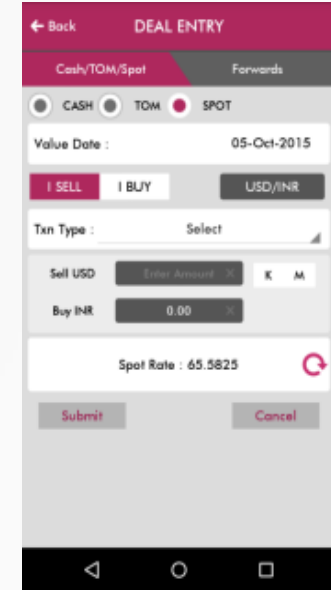 ← Back DEAL ENTRY
Cash/TOM/Spot Forwards
CASH TOM SPOT
Value Date : 05-Oct-2015
I SELL I BUY USD/INR
Txn Type : Select
Sell USD Enter Amount × K M
Buy INR 0.00 ×
Spot Rate : 65.5825
Submit Cancel